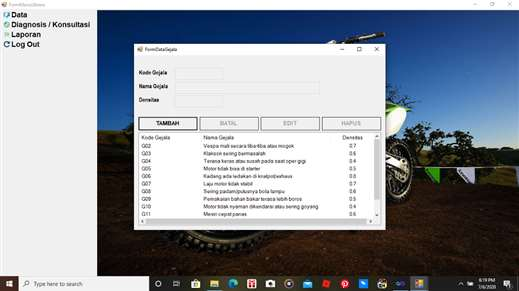 FormMenuUtama
Data
Diagnosis / Konsultasi
Laporan
Log Out
FormDataGejala
Kode Gejala
Nama Gejala
Densitas
TAMBAH BATAL EDIT HAPUS
Kode Gejala Nama Gejala Densitas
G02 Vespa mati secara tiba-tiba atau mogok 0.7
G03 Klakson sering bermasalah 0.6
G04 Terasa keras atau susah pada saat oper gigi 0.4
G05 Motor tidak bisa di starter 0.5
G06 Kadang ada ledakan di knalpot/exhaus 0.8
G07 Laju motor tidak stabil 0.7
G08 Sering padam/putusnya bola lampu 0.6
G09 Pemakaian bahan bakar terasa lebih boros 0.5
G10 Motor tidak nyaman dikendarai atau sering goyang 0.4
G11 Mesin cepat panas 0.6
Type here to search
6:19 PM
7/6/2020